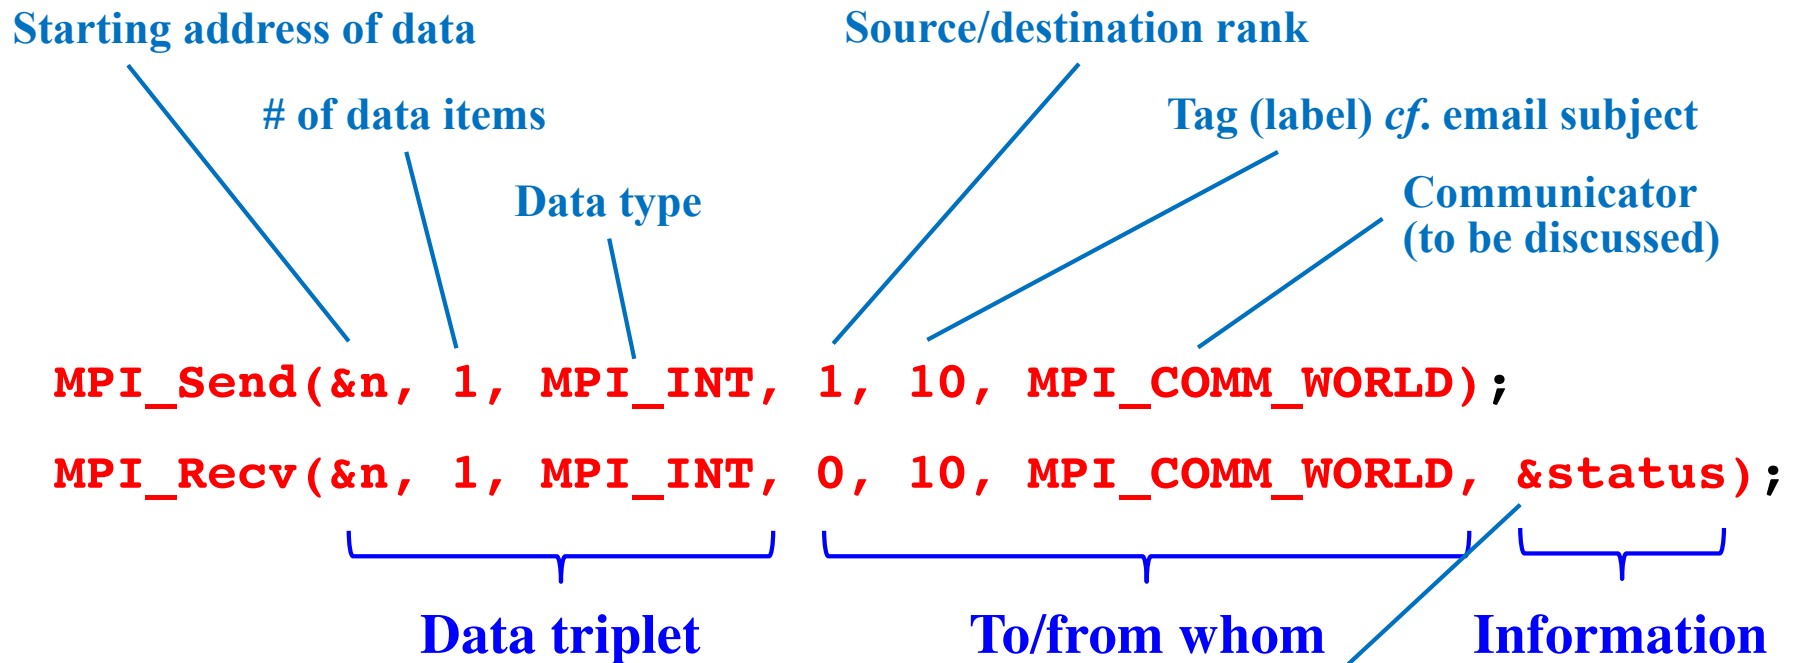 Starting address of data
Source/destination rank
# of data items
Tag (label) cf. email subject
Data type
Communicator
(to be discussed)
MPI_Send(&n, 1, MPI_INT, 1, 10, MPI_COMM_WORLD);
MPI_Recv(&n, 1, MPI_INT, 0, 10, MPI_COMM_WORLD, &status);
Data triplet
To/from whom
Information